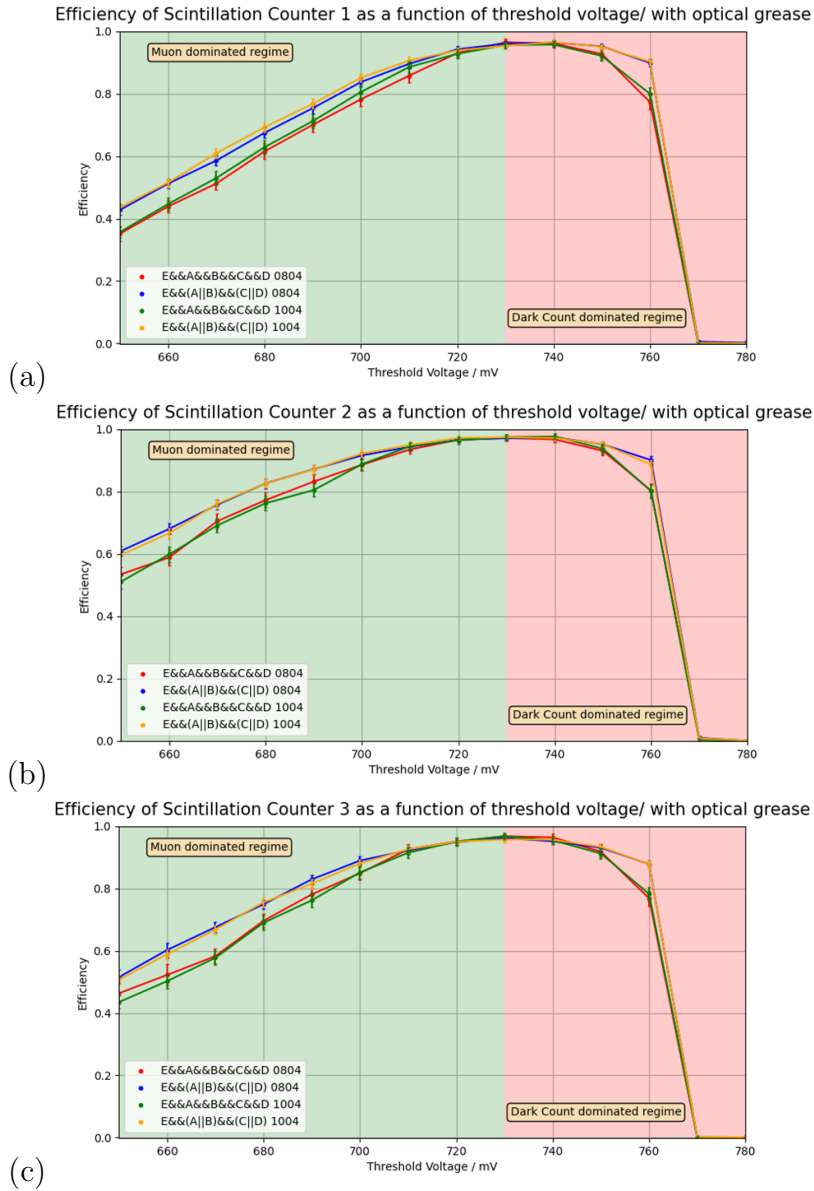 Efficiency of Scintillation Counter 1 as a function of threshold voltage/ with optical grease
1.0
Muon dominated regime
0.8
0.6
Efficiency
0.4
E&&A&&B&&C&&D 0804
E&&(A||B)&&(C||D) 0804
0.2
E&&A&&B&&C&&D 1004
E&&(A||B)&&(C||D) 1004
Dark Count dominated regime
0.0
660 680 700 720 740 760 780
Threshold Voltage / mV
(a)
Efficiency of Scintillation Counter 2 as a function of threshold voltage/ with optical grease
1.0
Muon dominated regime
0.8
0.6
Efficiency
0.4
E&&A&&B&&C&&D 0804
E&&(A||B)&&(C||D) 0804
0.2
E&&A&&B&&C&&D 1004
E&&(A||B)&&(C||D) 1004
Dark Count dominated regime
0.0
660 680 700 720 740 760 780
Threshold Voltage / mV
(b)
Efficiency of Scintillation Counter 3 as a function of threshold voltage/ with optical grease
1.0
Muon dominated regime
0.8
0.6
Efficiency
0.4
E&&A&&B&&C&&D 0804
E&&(A||B)&&(C||D) 0804
0.2
E&&A&&B&&C&&D 1004
E&&(A||B)&&(C||D) 1004
Dark Count dominated regime
0.0
660 680 700 720 740 760 780
Threshold Voltage / mV
(c)